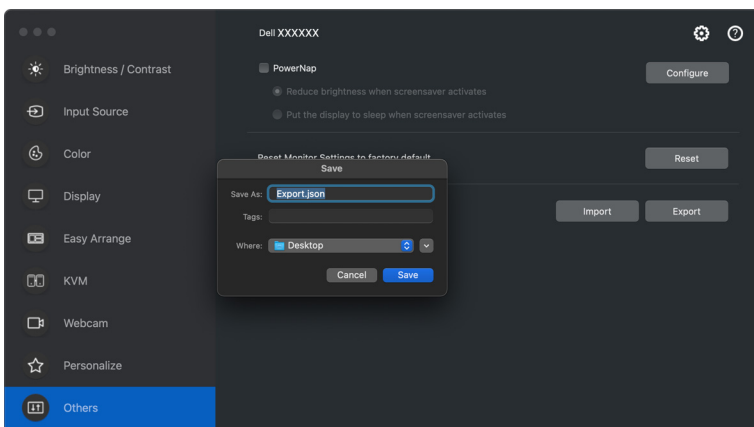 Dell XXXXXX
Brightness / Contrast
Input Source
Color
Display
Easy Arrange
KVM
Webcam
Personalize
Others
PowerNap
Configure
Reduce brightness when screensaver activates
Put the display to sleep when screensaver activates
Reset Monitor Settings to factory default
Reset
Import
Export
Save
Save As: Export.json
Tags:
Where: Desktop
Cancel
Save